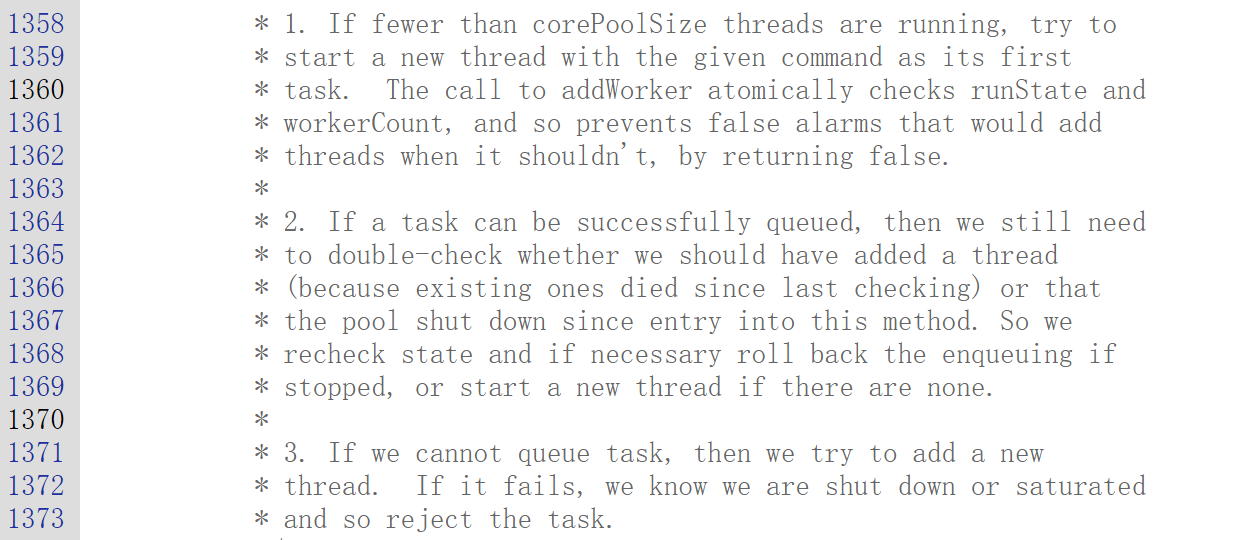 1358 * 1. If fewer than corePoolSize threads are running, try to
1359 * start a new thread with the given command as its first
1360 * task.  The call to addWorker atomically checks runState and
1361 * workerCount, and so prevents false alarms that would add
1362 * threads when it shouldn't, by returning false.
1363 *
1364 * 2. If a task can be successfully queued, then we still need
1365 * to double-check whether we should have added a thread
1366 * (because existing ones died since last checking) or that
1367 * the pool shut down since entry into this method. So we
1368 * recheck state and if necessary roll back the enqueuing if
1369 * stopped, or start a new thread if there are none.
1370 *
1371 * 3. If we cannot queue task, then we try to add a new
1372 * thread.  If it fails, we know we are shut down or saturated
1373 * and so reject the task.